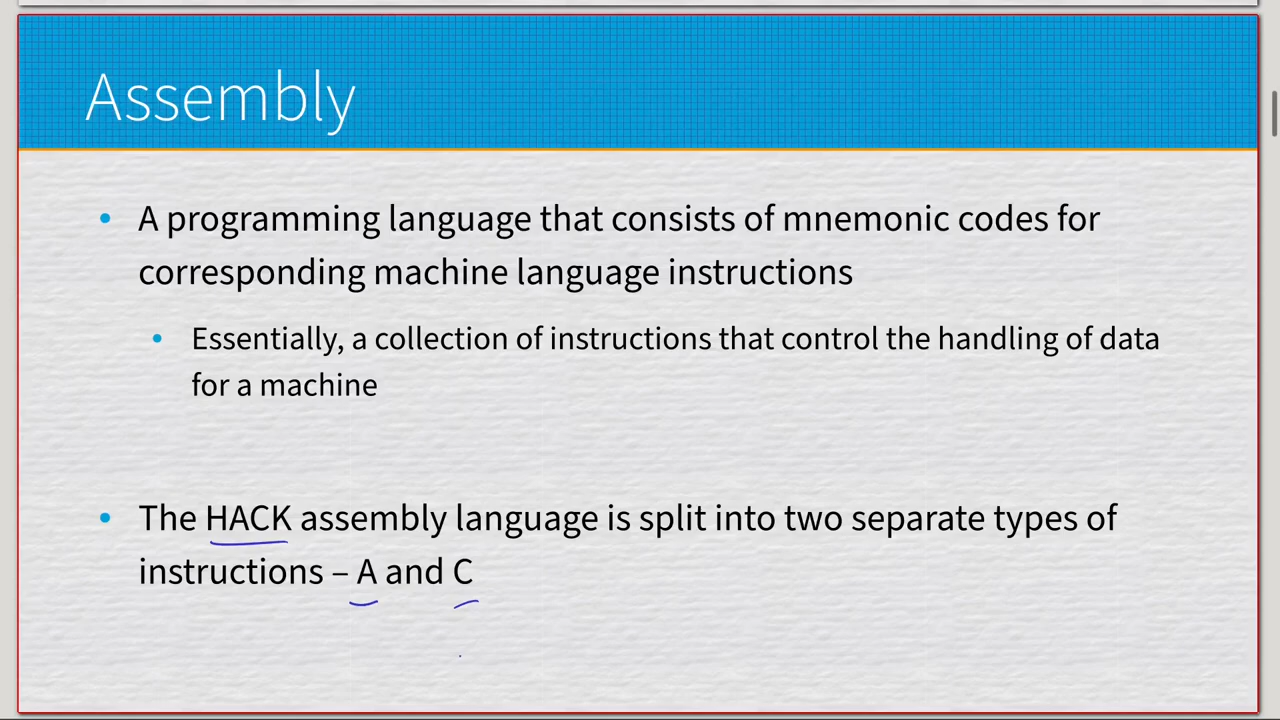 Assembly
• A programming language that consists of mnemonic codes for
corresponding machine language instructions
• Essentially, a collection of instructions that control the handling of data
for a machine
• The HACK assembly language is split into two separate types of
instructions – A and C